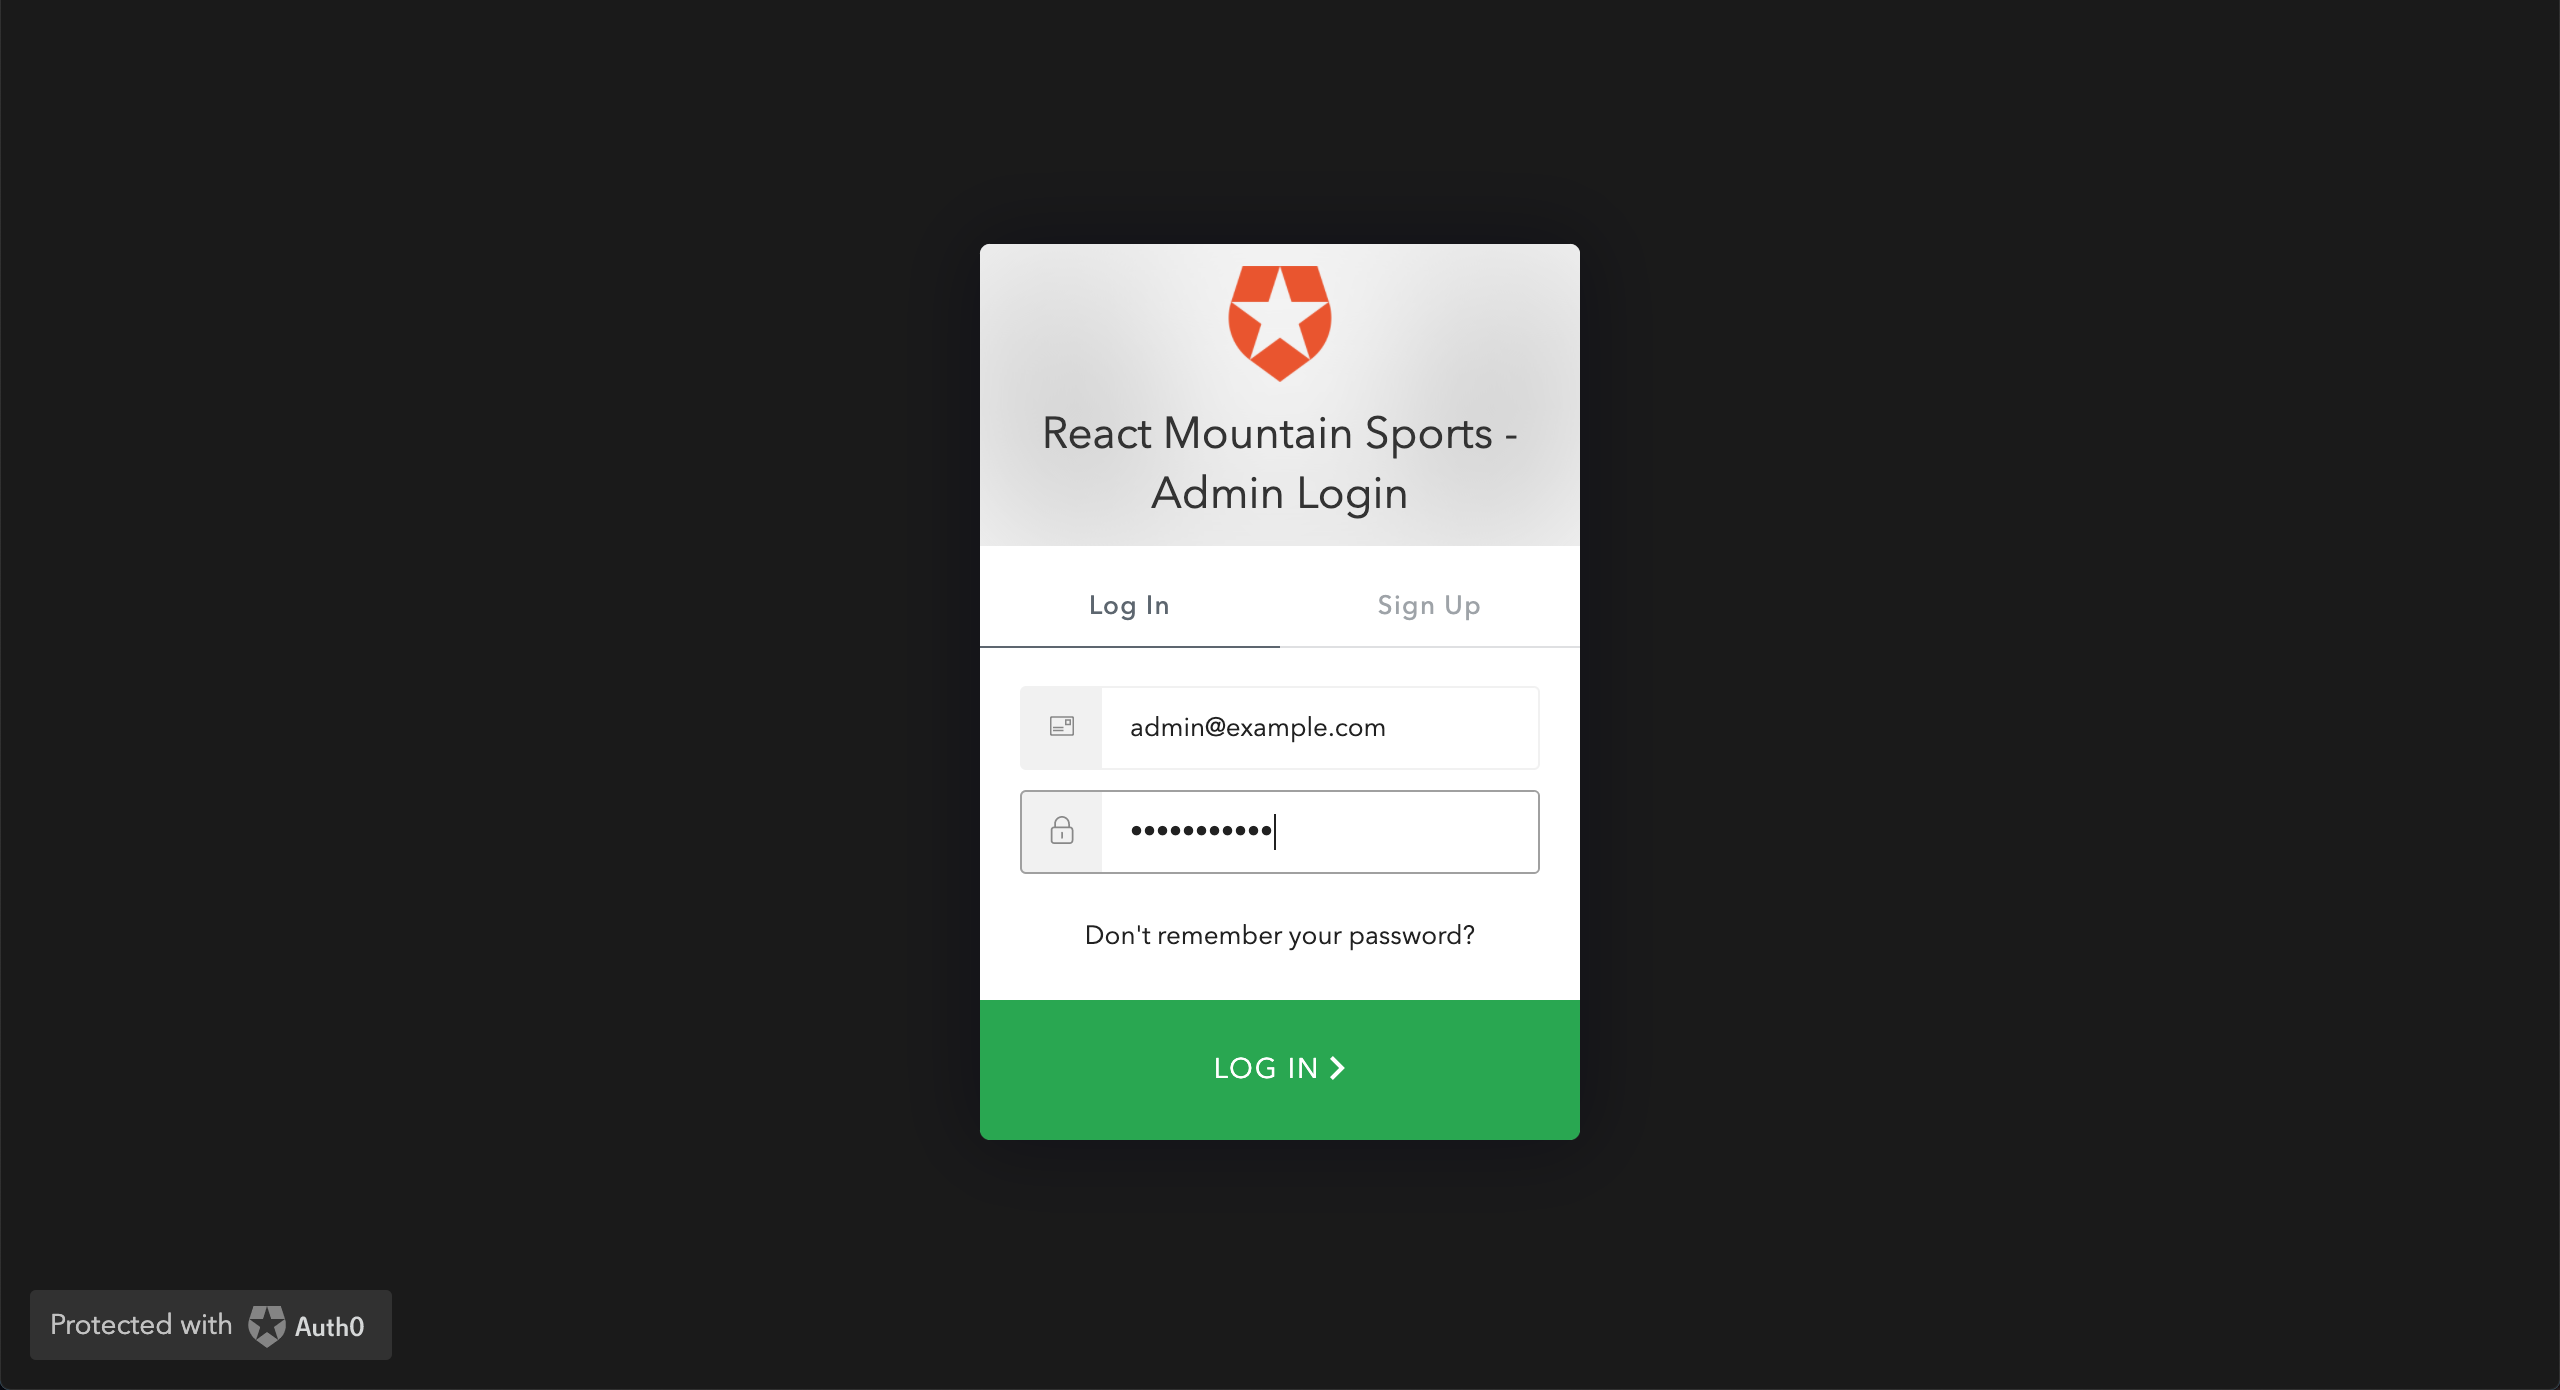 React Mountain Sports -
Admin Login
Log In
Sign Up
admin@example.com
•••••••••••
Don't remember your password?
LOG IN
Protected with Auth0